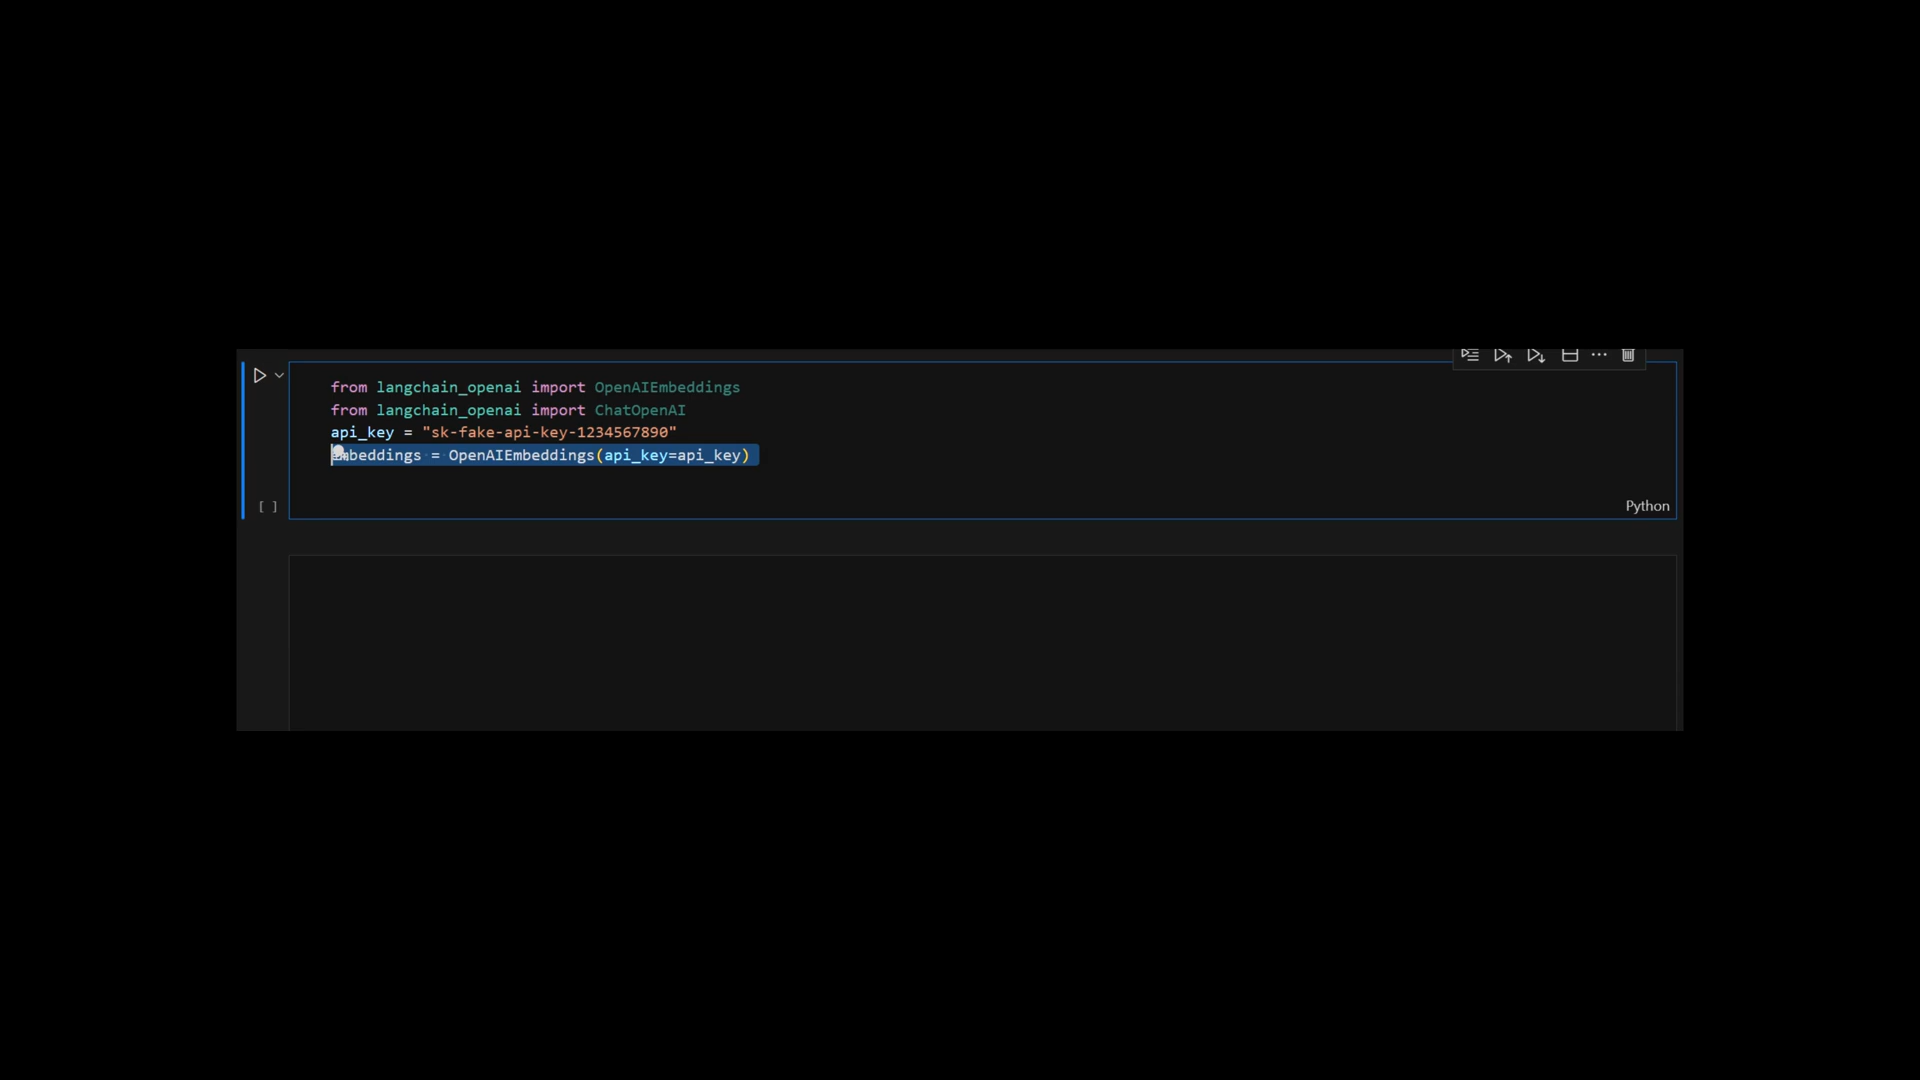 from langchain_openai import OpenAIEmbeddings
from langchain_openai import ChatOpenAI
api_key = "sk-fake-api-key-1234567890"
embeddings = OpenAIEmbeddings(api_key=api_key)
[ ]
Python